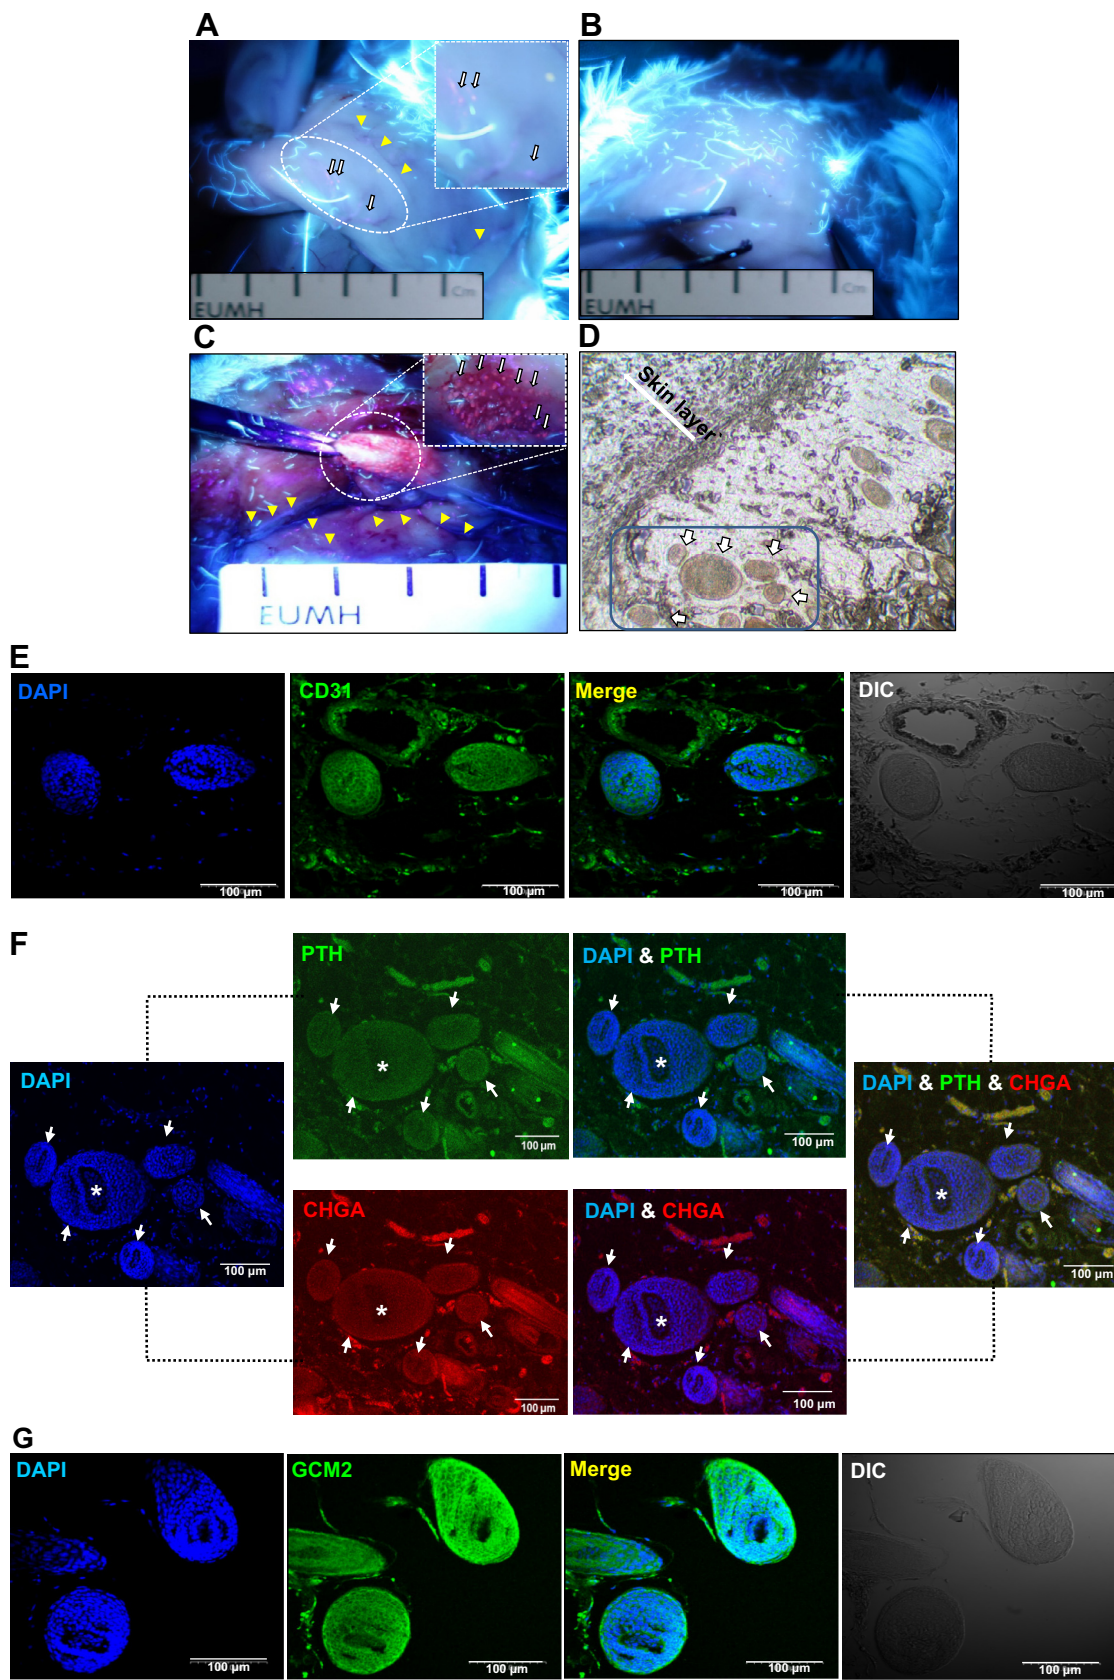 A
B
EUMH
Cm
EUMH
Cm
C
D
EUMH
Skin layer
E
DAPI
CD31
Merge
DIC
100 µm
100 µm
100 µm
100 µm
F
PTH
DAPI & PTH
*
*
100 µm
100 µm
DAPI
DAPI & PTH & CHGA
*
*
100 µm
100 µm
CHGA
DAPI & CHGA
*
*
100 µm
100 µm
G
DAPI
GCM2
Merge
DIC
100 µm
100 µm
100 µm
100 µm